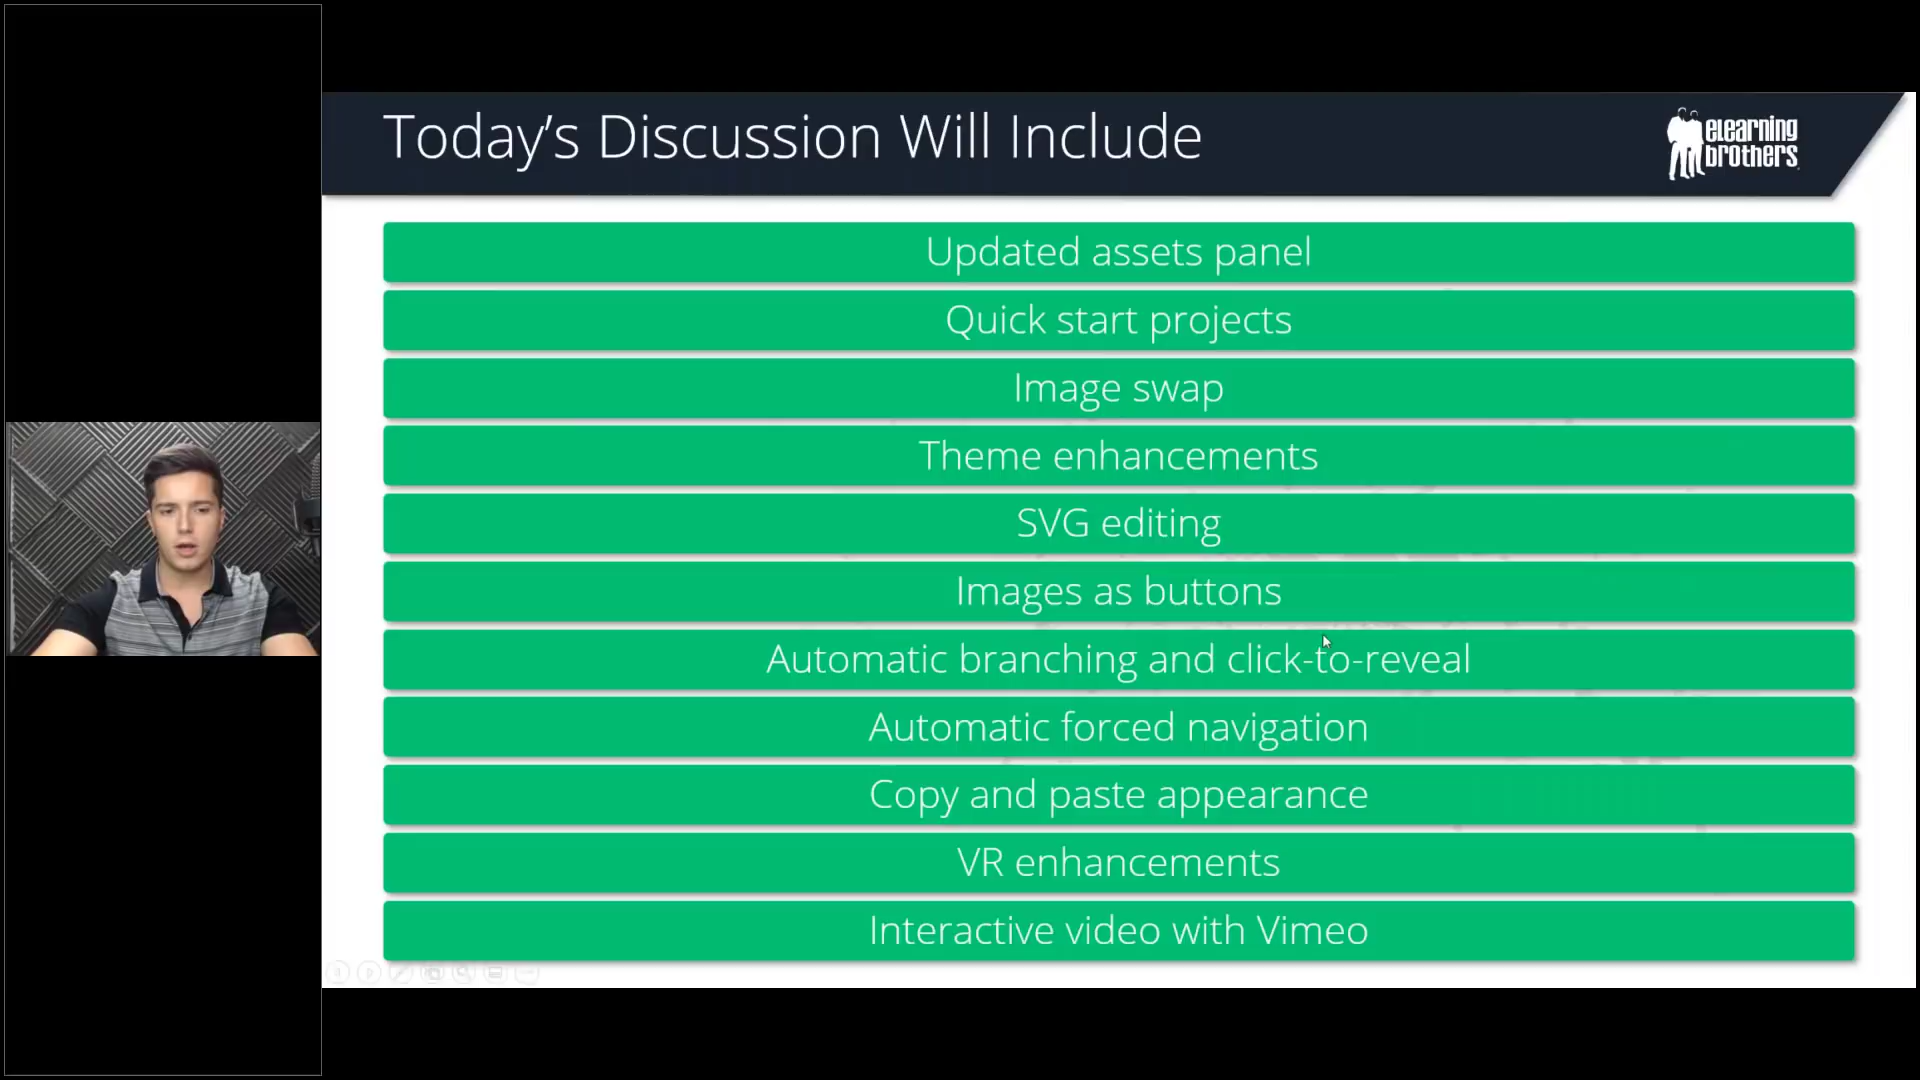 Today's Discussion Will Include
elearning
brothers
Updated assets panel
Quick start projects
Image swap
Theme enhancements
SVG editing
Images as buttons
Automatic branching and click-to-reveal
Automatic forced navigation
Copy and paste appearance
VR enhancements
Interactive video with Vimeo